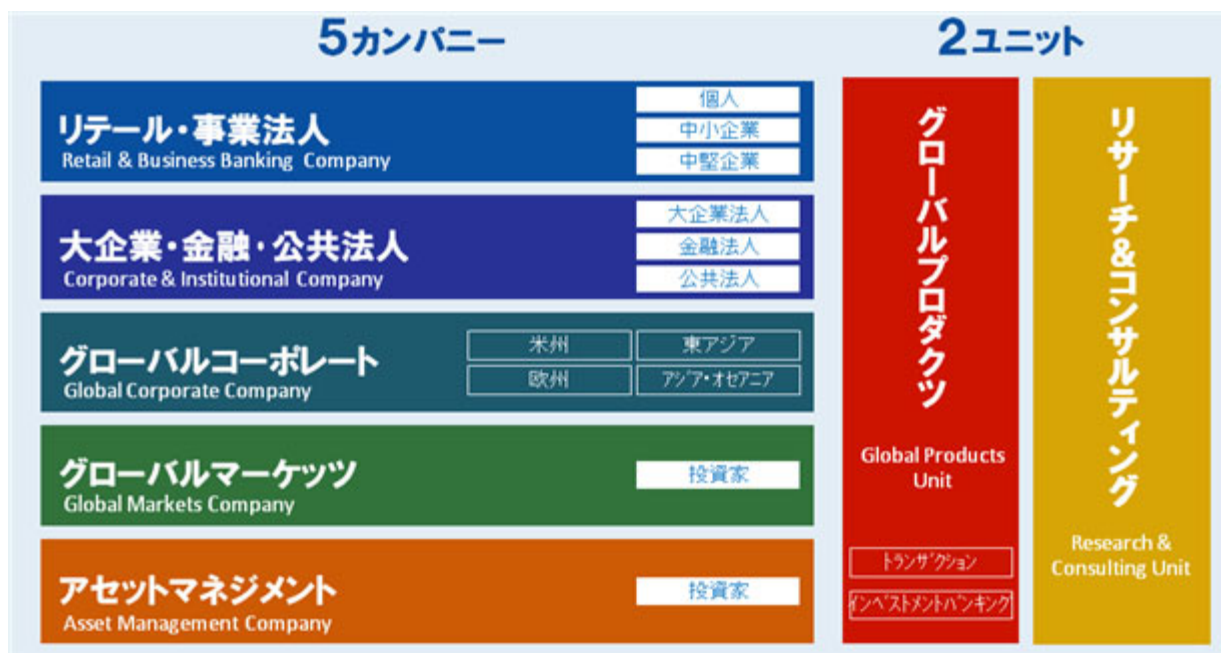 5カンパニー
2ユニット
リテール・事業法人
Retail & Business Banking Company
個人
中小企業
中堅企業
大企業・金融・公共法人
Corporate & Institutional Company
大企業法人
金融法人
公共法人
グローバルコーポレート
Global Corporate Company
米州
東アジア
欧州
アジア・オセアニア
グローバルマーケッツ
Global Markets Company
投資家
アセットマネジメント
Asset Management Company
投資家
グローバルプロダクツ
Global Products
Unit
トランザクション
インベストメントバンキング
リサーチ&コンサルティング
Research &
Consulting Unit